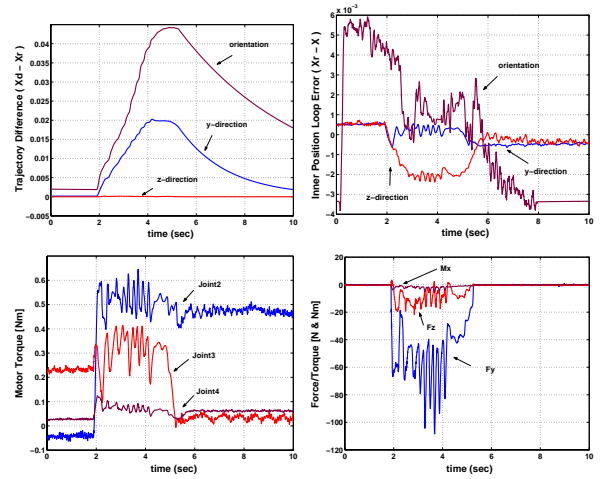 Trajectory Difference ( Xd − Xr )
0.04
0.035
0.03
0.025
0.02
0.015
0.01
0.005
0
−0.005
orientation
y−direction
z−direction
0 2 4 6 8 10
time (sec)
Inner Position Loop Error ( Xr − X )
x 10⁻³
6
5
4
3
2
1
0
−1
−2
−3
−4
orientation
y−direction
z−direction
0 2 4 6 8 10
time (sec)
Motor Torque [Nm]
0.6
0.5
0.4
0.3
0.2
0.1
0
−0.1
Joint2
Joint3
Joint4
0 2 4 6 8 10
time (sec)
Force/Torque [N & Nm]
20
0
−20
−40
−60
−80
−100
−120
Mx
Fz
Fy
0 2 4 6 8 10
time (sec)